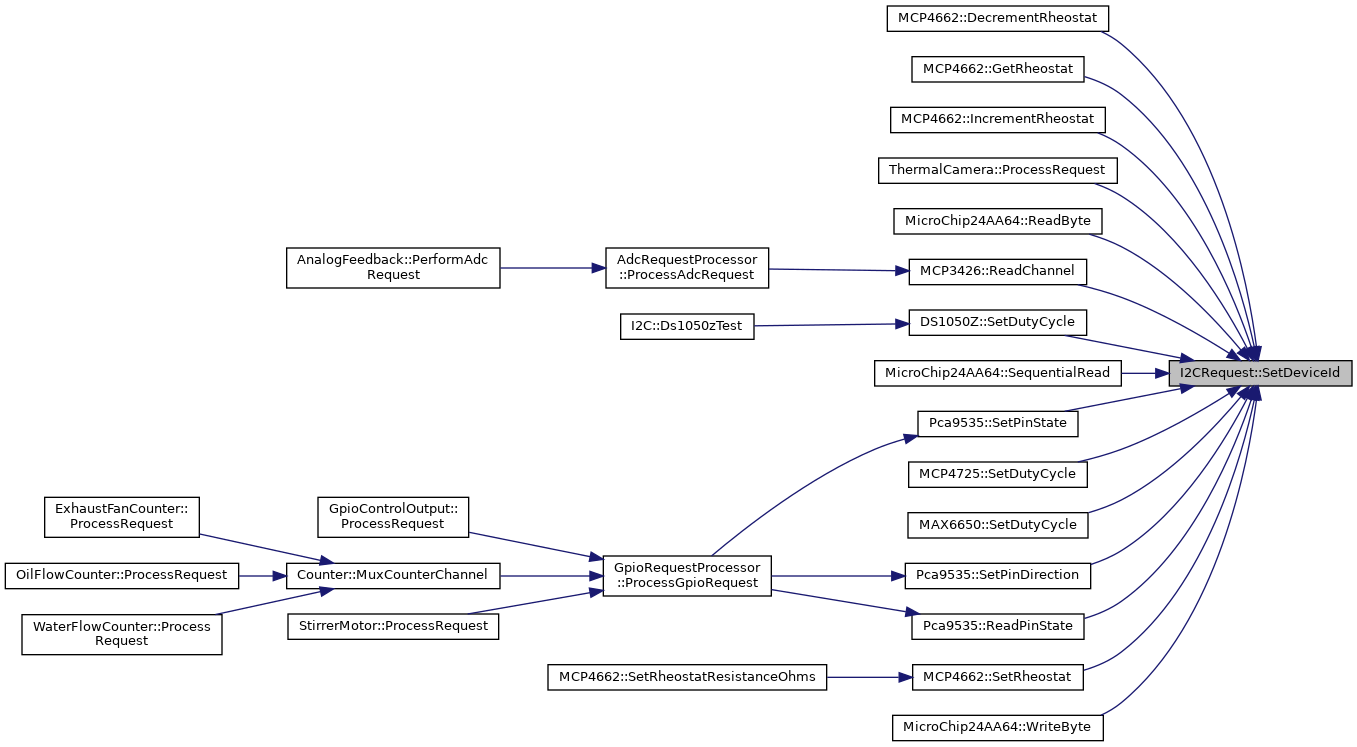 MCP4662::DecrementRheostat
MCP4662::GetRheostat
MCP4662::IncrementRheostat
ThermalCamera::ProcessRequest
MicroChip24AA64::ReadByte
AnalogFeedback::PerformAdc
Request
AdcRequestProcessor
::ProcessAdcRequest
MCP3426::ReadChannel
I2C::Ds1050zTest
DS1050Z::SetDutyCycle
MicroChip24AA64::SequentialRead
I2CRequest::SetDeviceId
Pca9535::SetPinState
MCP4725::SetDutyCycle
MAX6650::SetDutyCycle
ExhaustFanCounter::
ProcessRequest
GpioControlOutput::
ProcessRequest
OilFlowCounter::ProcessRequest
Counter::MuxCounterChannel
GpioRequestProcessor
::ProcessGpioRequest
Pca9535::SetPinDirection
WaterFlowCounter::Process
Request
StirrerMotor::ProcessRequest
Pca9535::ReadPinState
MCP4662::SetRheostatResistanceOhms
MCP4662::SetRheostat
MicroChip24AA64::WriteByte